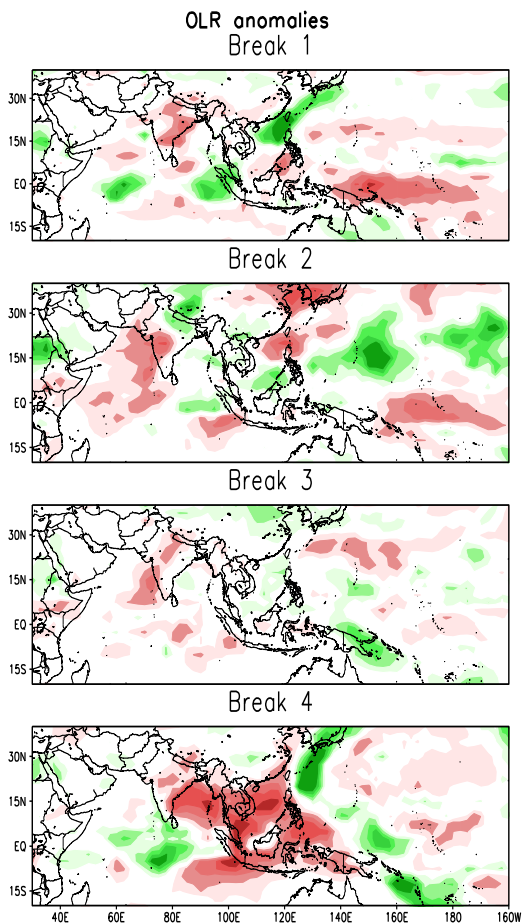 OLR anomalies
Break 1
30N
15N
EQ
15S
Break 2
30N
15N
EQ
15S
Break 3
30N
15N
EQ
15S
Break 4
30N
15N
EQ
15S
40E 60E 80E 100E 120E 140E 160E 180 160W